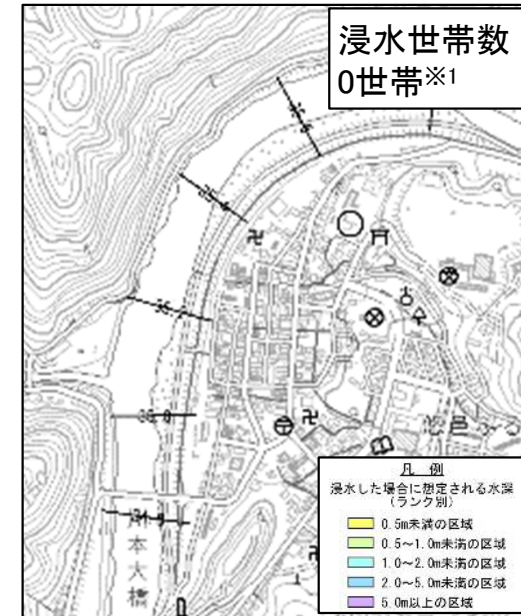 浸水世帯数
0世帯※1
本大橋
凡 例
浸水した場合に想定される水深
(ランク別)
0.5m未満の区域
0.5～1.0m未満の区域
1.0～2.0m未満の区域
2.0～5.0m未満の区域
5.0m以上の区域